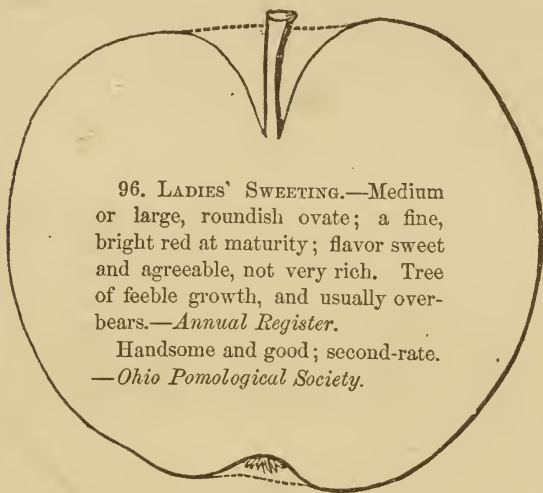 96. LADIES' SWEETING.—Medium
or large, roundish ovate; a fine,
bright red at maturity; flavor sweet
and agreeable, not very rich. Tree
of feeble growth, and usually over-
bears.—Annual Register.
Handsome and good; second-rate.
—Ohio Pomological Society.